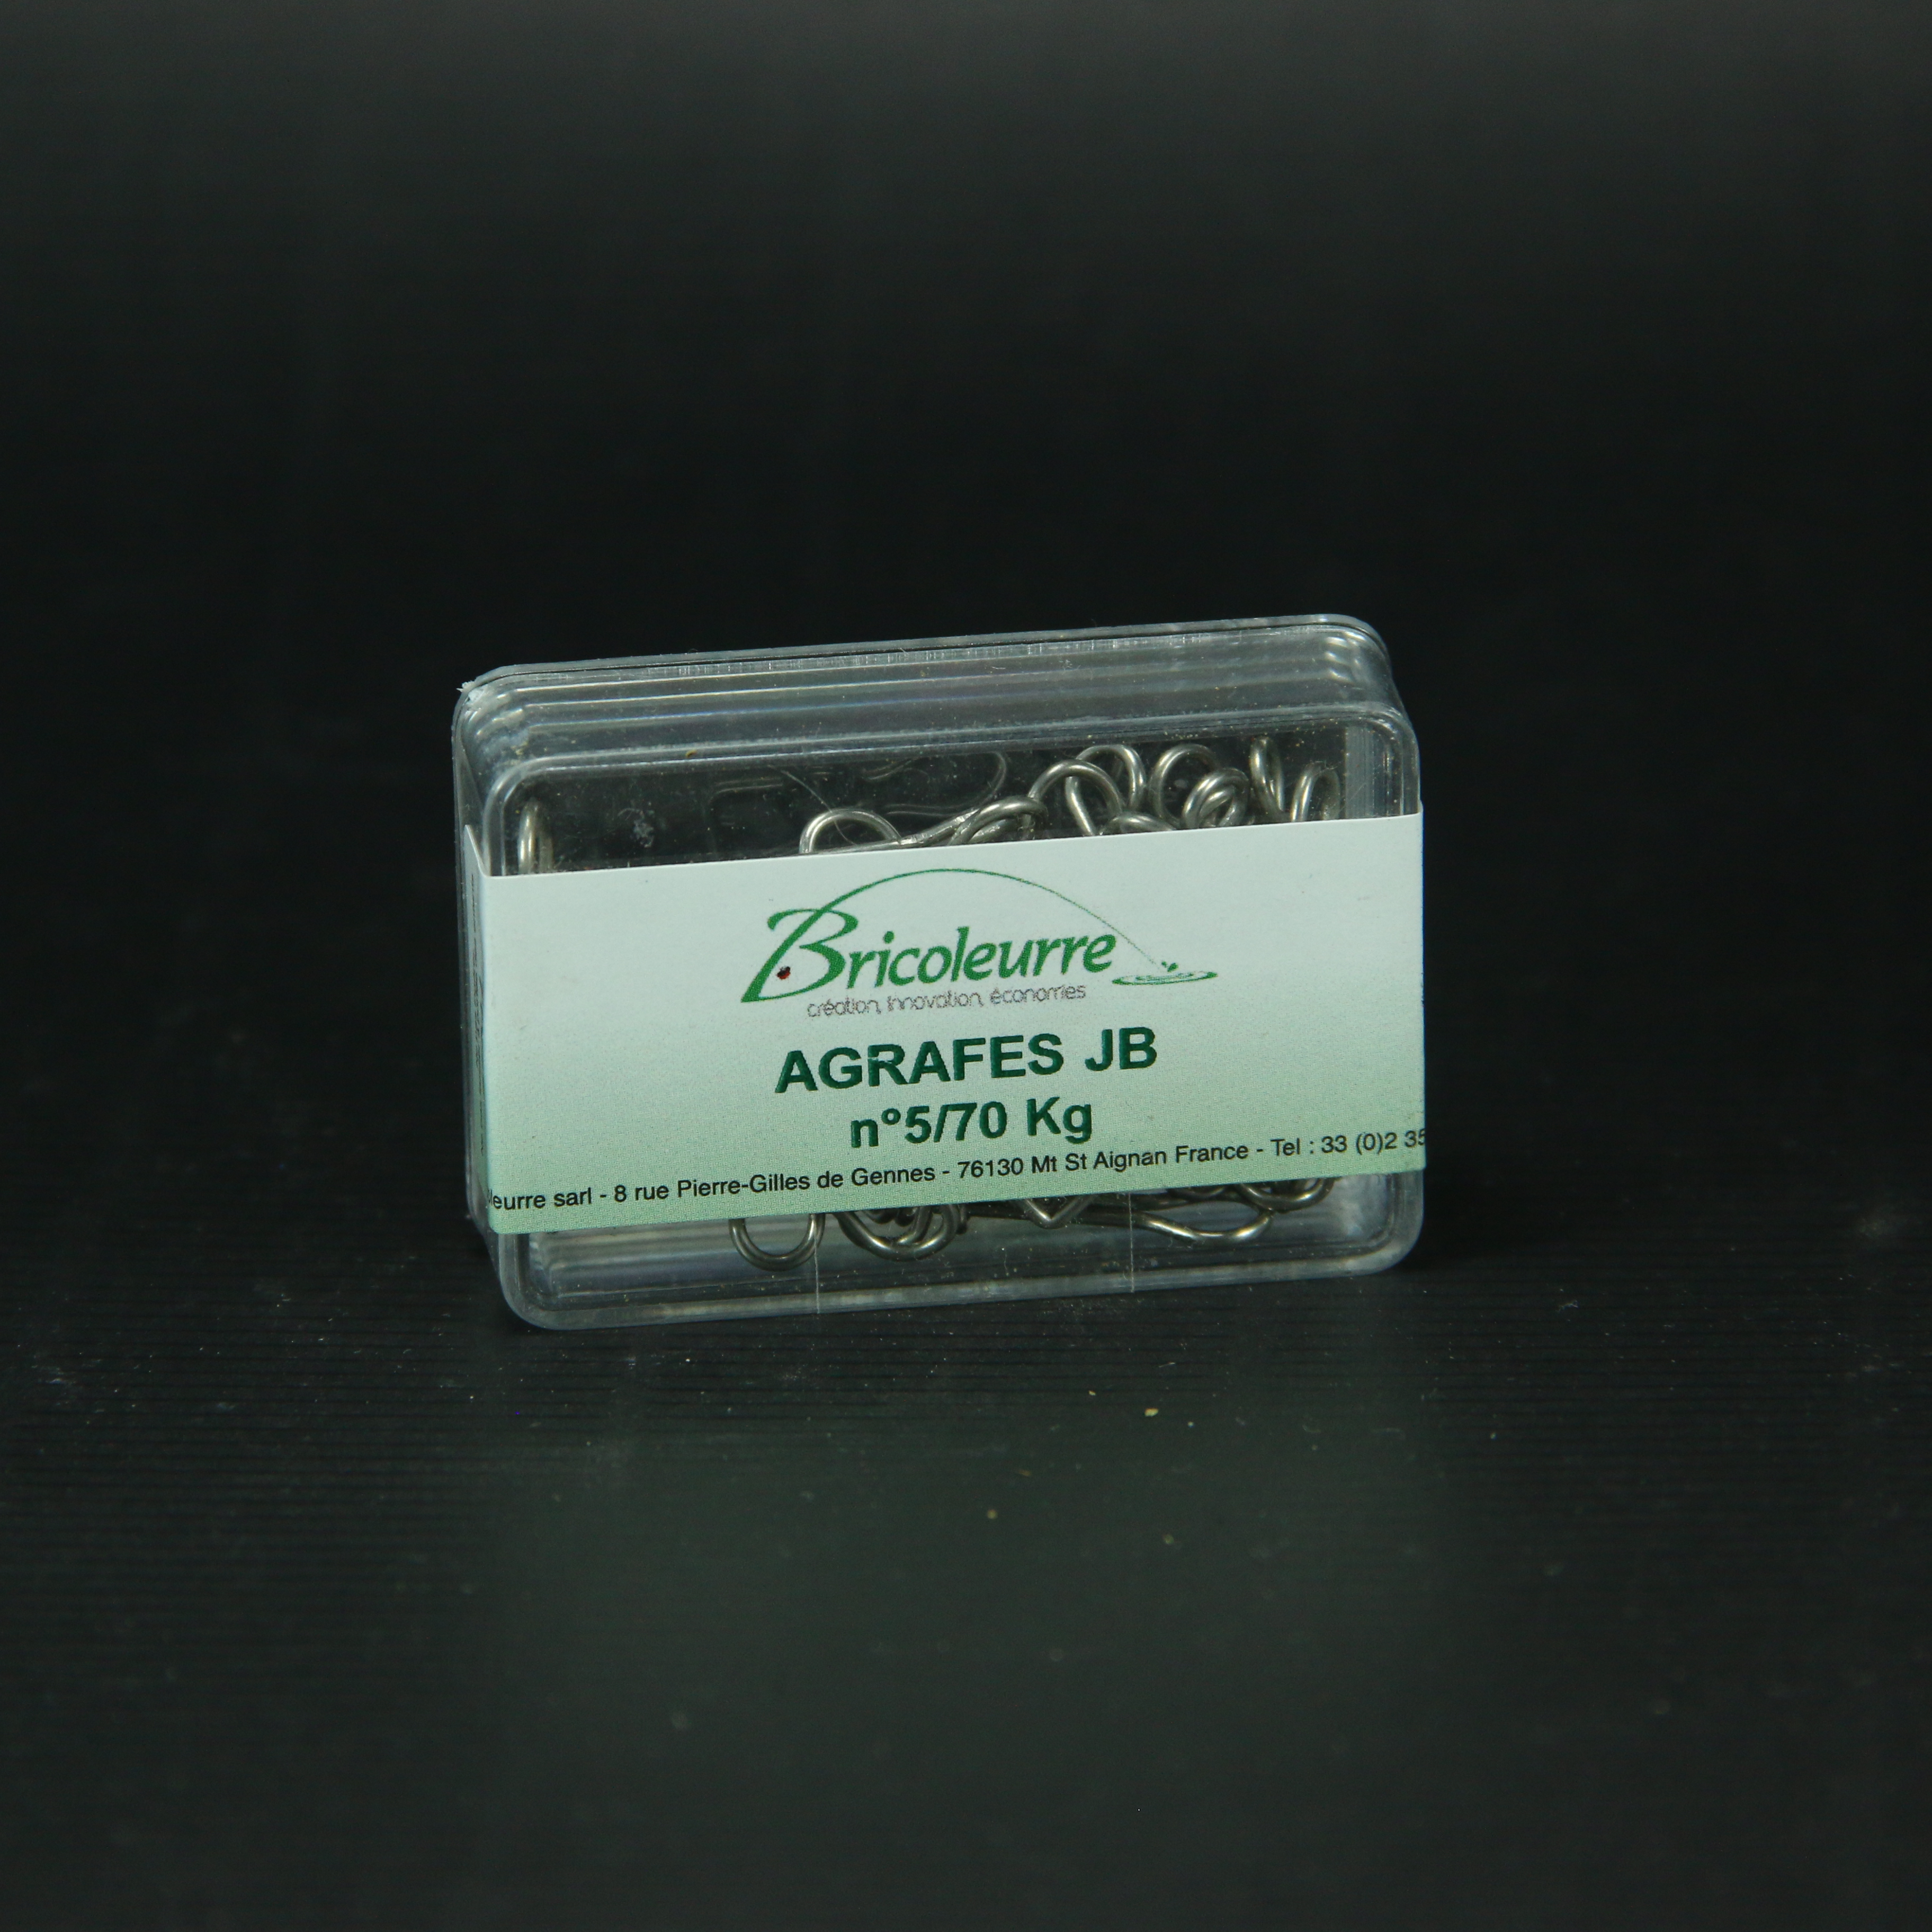 Bricoleurre
création, innovation, économies
AGRAFES JB
n°5/70 Kg
leurre sarl - 8 rue Pierre-Gilles de Gennes - 76130 Mt St Aignan France - Tel : 33 (0)2 35